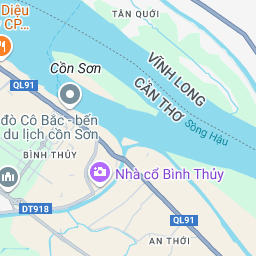 TÂN QUỚI
Diệu
CP...
VĨNH LONG
CẦN THƠ
Cồn Sơn
QL91
Sông Hậu
đò Cô Bắc -bến
du lịch cồn Sơn
BÌNH THỦY
Nhà cổ Bình Thủy
DT918
QL91
AN THỚI